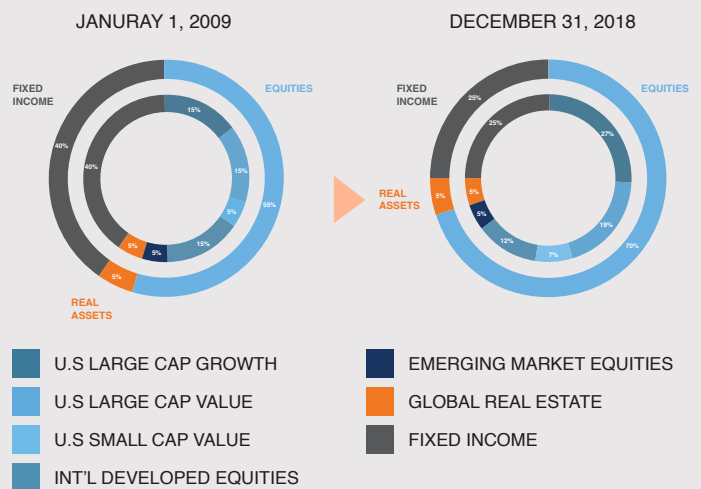 JANURAY 1, 2009
DECEMBER 31, 2018
FIXED
INCOME
EQUITIES
15%
40%
40%
15%
5%
55%
15%
5%
5%
5%
REAL
ASSETS
FIXED
INCOME
EQUITIES
25%
25%
27%
REAL
ASSETS
5%
5%
5%
12%
7%
19%
70%
U.S LARGE CAP GROWTH
U.S LARGE CAP VALUE
U.S SMALL CAP VALUE
INT'L DEVELOPED EQUITIES
EMERGING MARKET EQUITIES
GLOBAL REAL ESTATE
FIXED INCOME